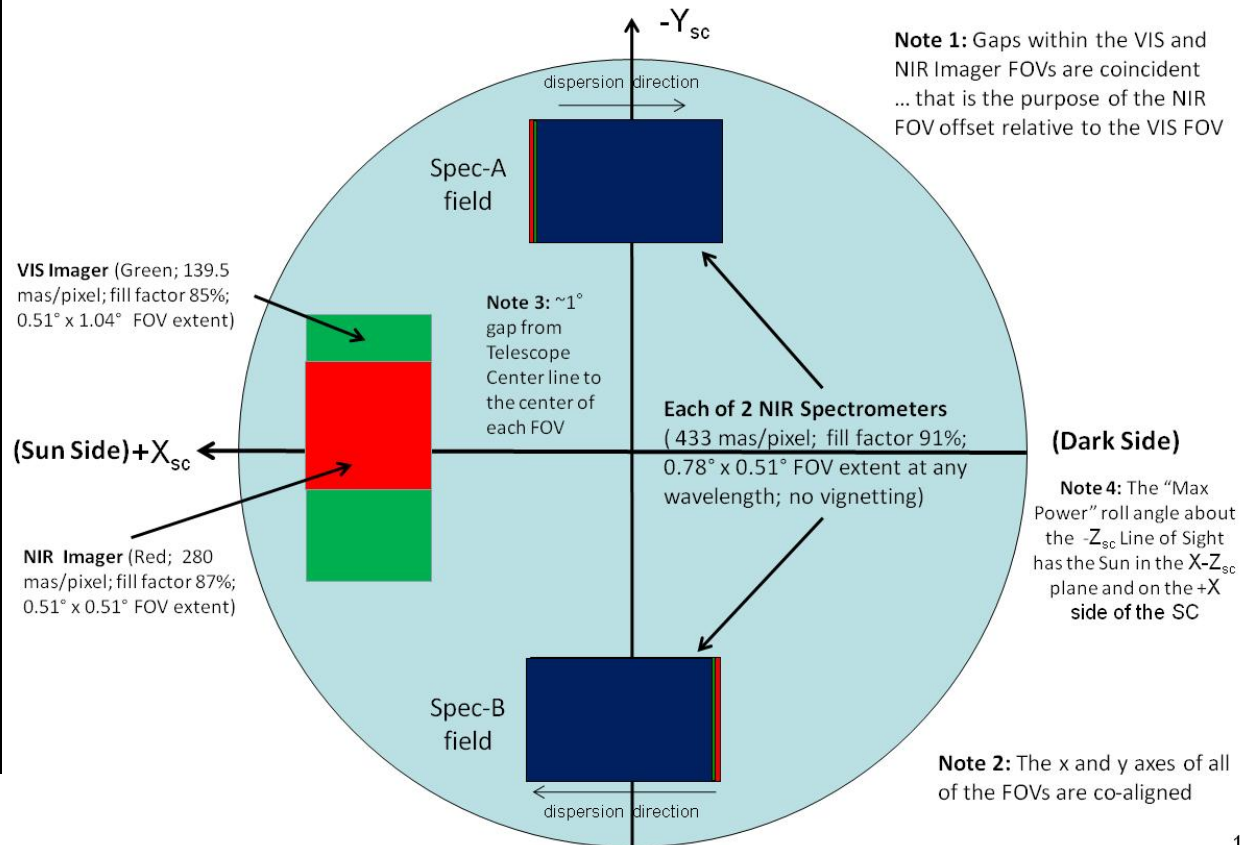 -Ysc
Note 1: Gaps within the VIS and
NIR Imager FOVs are coincident
... that is the purpose of the NIR
FOV offset relative to the VIS FOV
dispersion direction
Spec-A
field
VIS Imager (Green; 139.5
mas/pixel; fill factor 85%;
0.51° x 1.04° FOV extent)
Note 3: ~1°
gap from
Telescope
Center line to
the center of
each FOV
Each of 2 NIR Spectrometers
( 433 mas/pixel; fill factor 91%;
0.78° x 0.51° FOV extent at any
wavelength; no vignetting)
(Sun Side)+Xsc
(Dark Side)
Note 4: The “Max
Power” roll angle about
the -Zsc Line of Sight
has the Sun in the X-Zsc
plane and on the +X
side of the SC
NIR Imager (Red; 280
mas/pixel; fill factor 87%;
0.51° x 0.51° FOV extent)
Spec-B
field
dispersion direction
Note 2: The x and y axes of all
of the FOVs are co-aligned
1